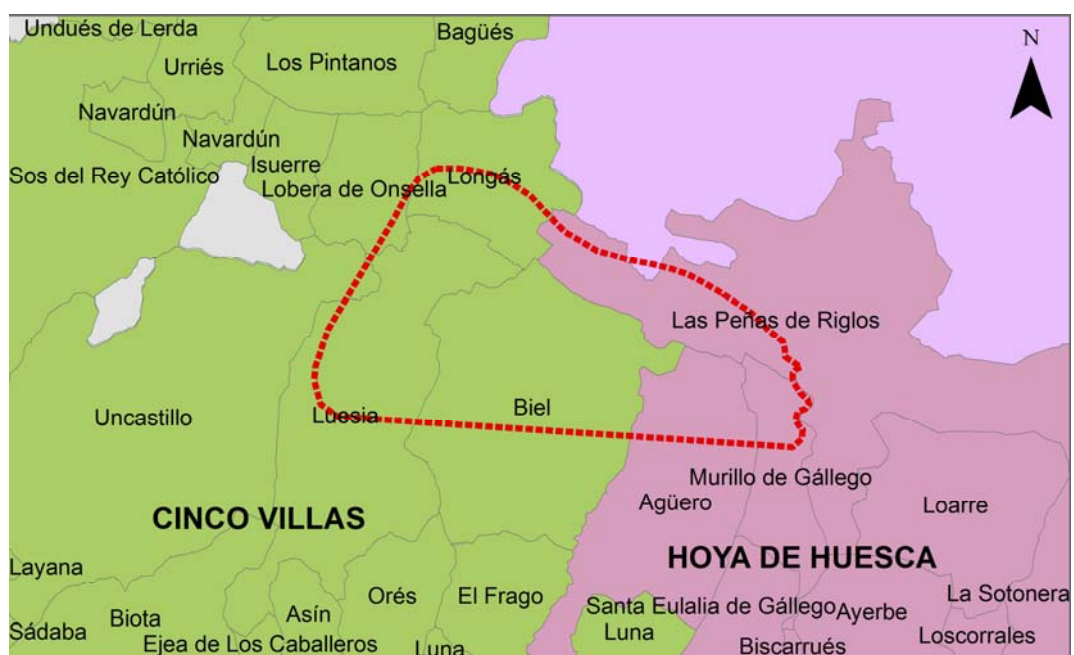 Undués de Lerda
Bagüés
N
Urriés
Los Pintanos
Navardún
Navardún
Isuerre
Sos del Rey Católico
Lobera de Onsella
Longás
Las Peñas de Riglos
Uncastillo
Luesia
Biel
Murillo de Gállego
Agüero
Loarre
CINCO VILLAS
HOYA DE HUESCA
Layana
Biota
Asín
Orés
El Frago
Santa Eulalia de Gállego
Ayerbe
La Sotonera
Sádaba
Ejea de Los Caballeros
Luna
Luna
Biscarrués
Loscorrales